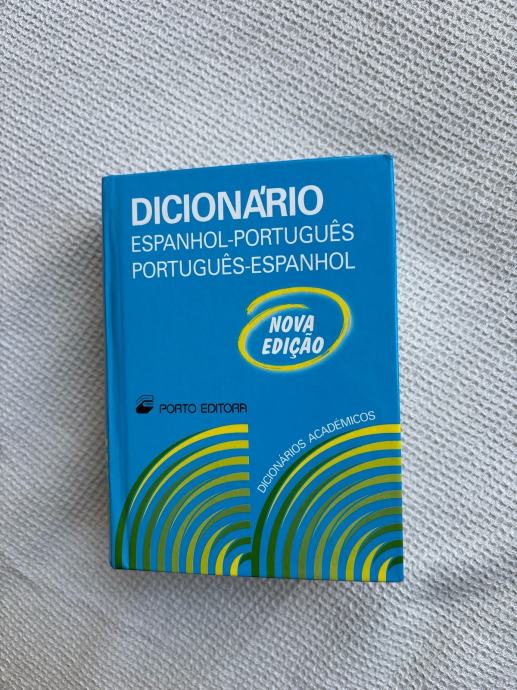 DICIONÁRIO
ESPANHOL-PORTUGUÊS
PORTUGUÊS-ESPANHOL
NOVA
EDIÇÃO
PORTO EDITORA
DICIONÁRIOS ACADÉMICOS